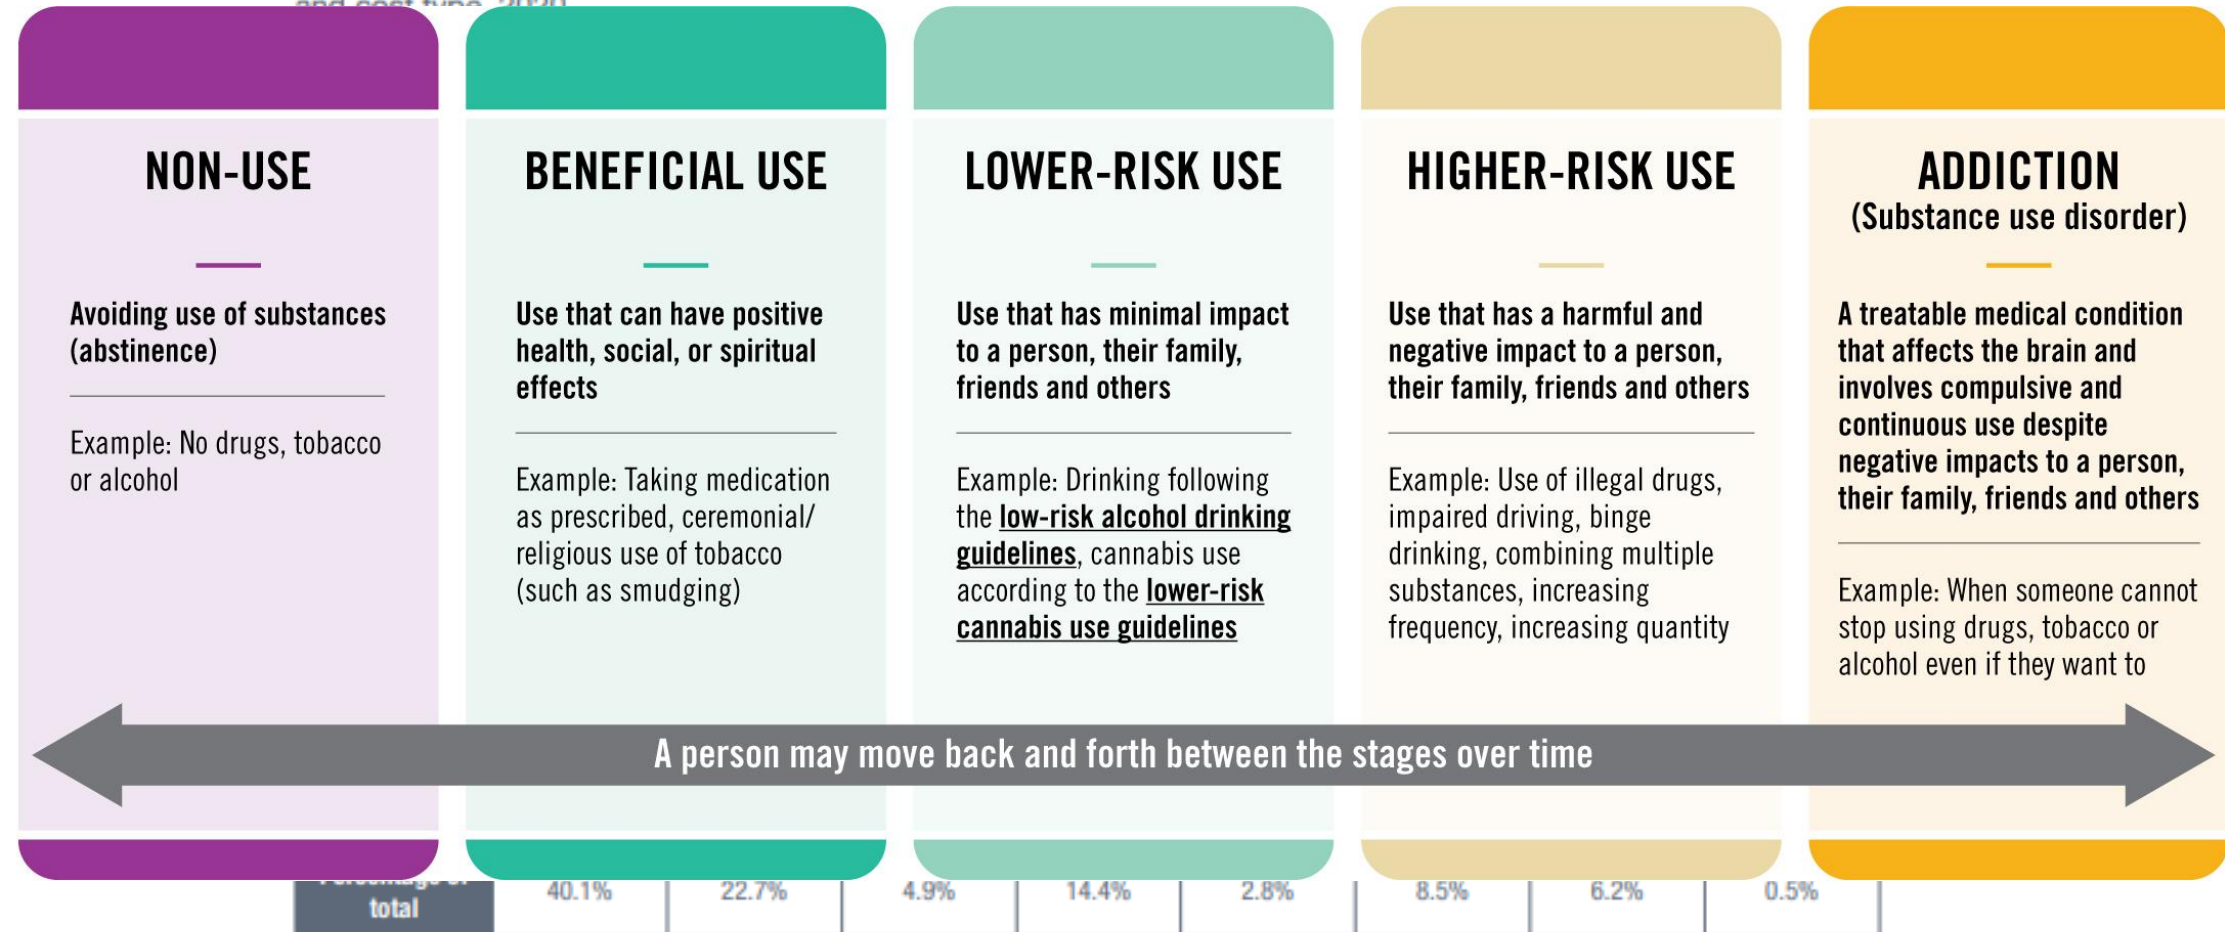 and cost type, 2020
NON-USE
Avoiding use of substances
(abstinence)
Example: No drugs, tobacco
or alcohol
BENEFICIAL USE
Use that can have positive
health, social, or spiritual
effects
Example: Taking medication
as prescribed, ceremonial/
religious use of tobacco
(such as smudging)
LOWER-RISK USE
Use that has minimal impact
to a person, their family,
friends and others
Example: Drinking following
the low-risk alcohol drinking
guidelines, cannabis use
according to the lower-risk
cannabis use guidelines
HIGHER-RISK USE
Use that has a harmful and
negative impact to a person,
their family, friends and others
Example: Use of illegal drugs,
impaired driving, binge
drinking, combining multiple
substances, increasing
frequency, increasing quantity
ADDICTION
(Substance use disorder)
A treatable medical condition
that affects the brain and
involves compulsive and
continuous use despite
negative impacts to a person,
their family, friends and others
Example: When someone cannot
stop using drugs, tobacco or
alcohol even if they want to
A person may move back and forth between the stages over time
Percentage of
total
40.1% 22.7% 4.9% 14.4% 2.8% 8.5% 6.2% 0.5%